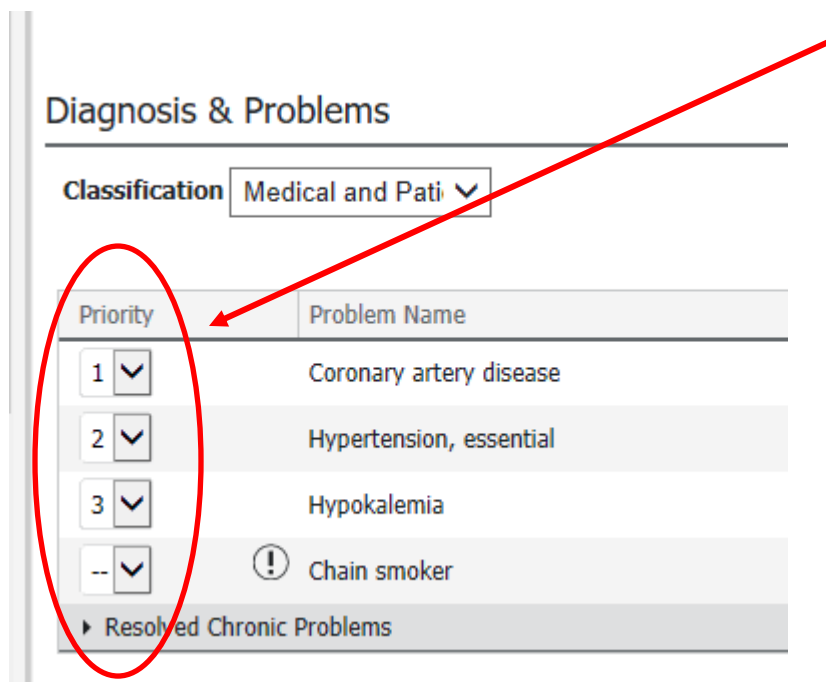 Diagnosis & Problems
Classification Medical and Pati
Priority Problem Name
1 Coronary artery disease
2 Hypertension, essential
3 Hypokalemia
-- ! Chain smoker
Resolved Chronic Problems